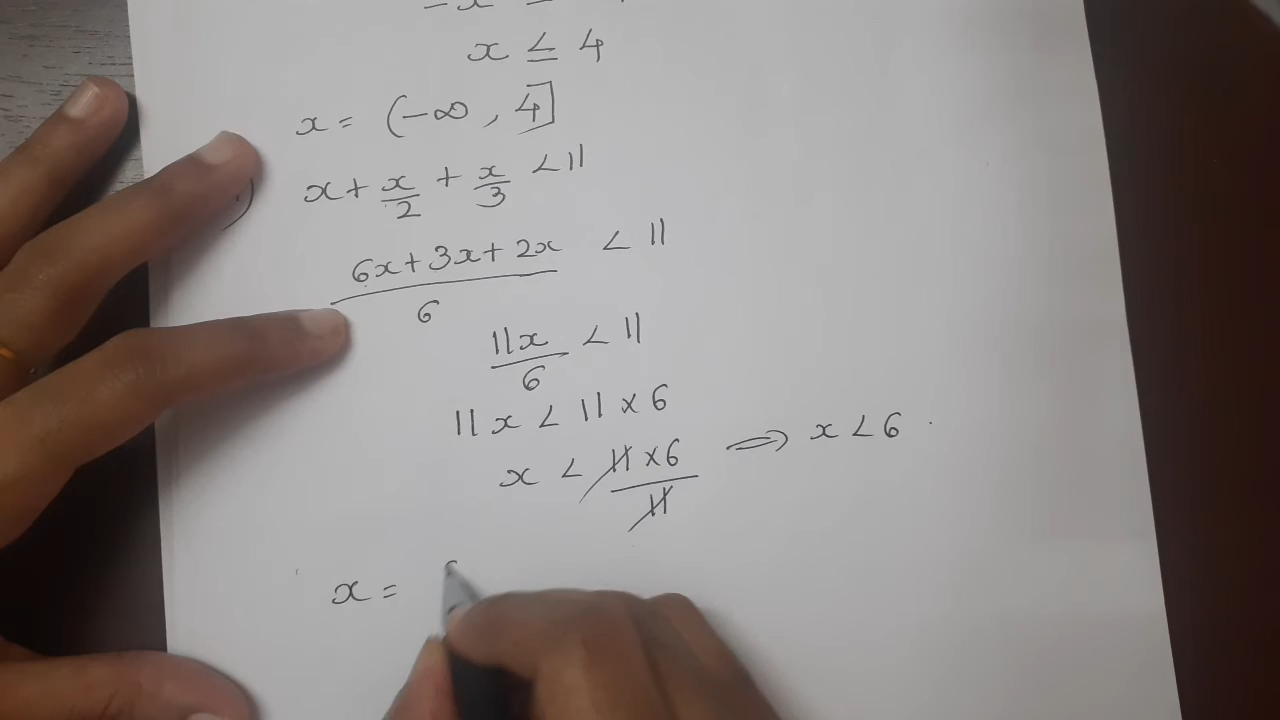 x ≤ 4
x = (-∞ , 4]
x + x/2 + x/3 < 11
(6x + 3x + 2x)/6 < 11
11x/6 < 11
11x < 11 × 6
x < (11 × 6)/11 ⟹ x < 6 .
x =